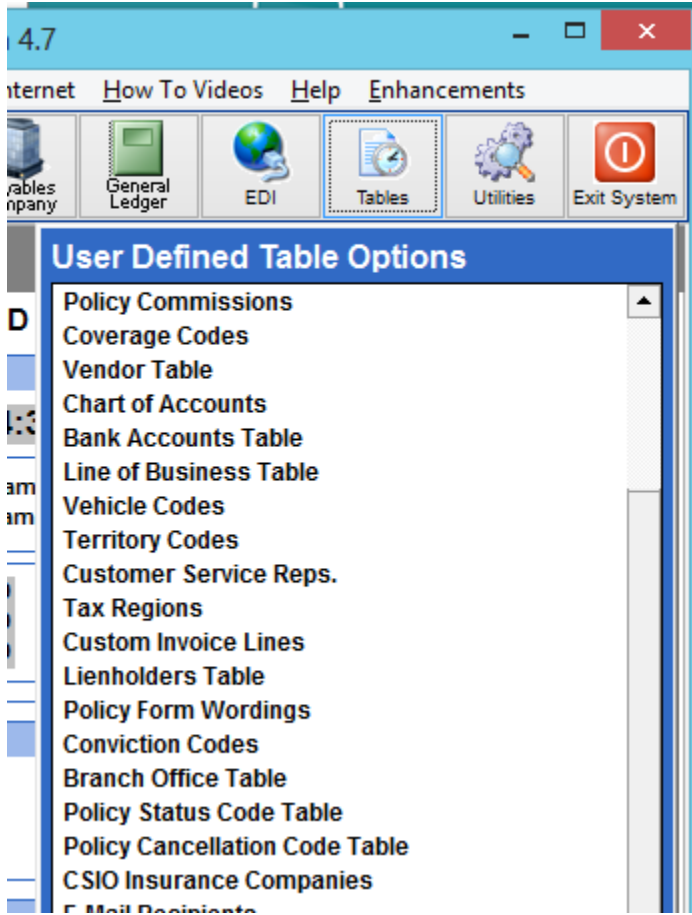 4.7
How To Videos Help Enhancements
General Ledger
EDI
Tables
Utilities
Exit System
User Defined Table Options
D
Policy Commissions
Coverage Codes
Vendor Table
Chart of Accounts
Bank Accounts Table
Line of Business Table
Vehicle Codes
Territory Codes
Customer Service Reps.
Tax Regions
Custom Invoice Lines
Lienholders Table
Policy Form Wordings
Conviction Codes
Branch Office Table
Policy Status Code Table
Policy Cancellation Code Table
CSIO Insurance Companies
E-Mail Recipients